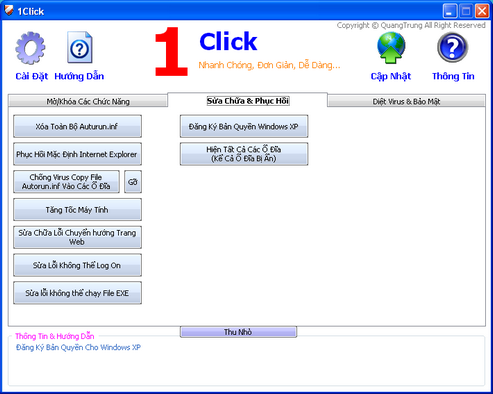 1Click
Copyright © QuangTrung All Right Reserved
1 Click
Nhanh Chóng, Đơn Giản, Dễ Dàng...
Cài Đặt
Hướng Dẫn
Cập Nhật
Thông Tin
Mở/Khóa Các Chức Năng
Sửa Chữa & Phục Hồi
Diệt Virus & Bảo Mật
Xóa Toàn Bộ Auturun.inf
Đăng Ký Bản Quyền Windows XP
Phục Hồi Mặc Định Internet Explorer
Hiện Tất Cả Các Ổ Đĩa
(Kể Cả Ổ Đĩa Bị Ẩn)
Chống Virus Copy File
Autorun.inf Vào Các Ổ Đĩa
Gỡ
Tăng Tốc Máy Tính
Sửa Chữa Lỗi Chuyển hướng Trang
Web
Sửa Lỗi Không Thể Log On
Sửa lỗi không thể chạy File EXE
Thu Nhỏ
Thông Tin & Hướng Dẫn
Đăng Ký Bản Quyền Cho Windows XP